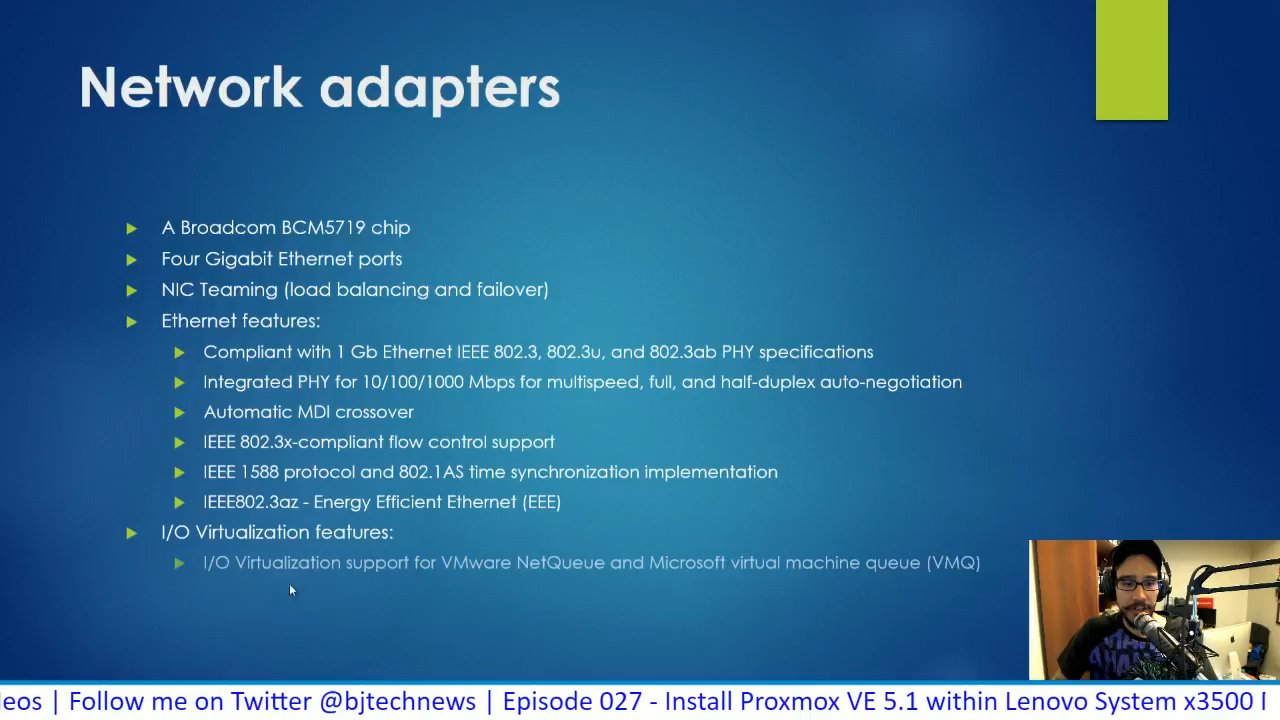 Network adapters
A Broadcom BCM5719 chip
Four Gigabit Ethernet ports
NIC Teaming (load balancing and failover)
Ethernet features:
Compliant with 1 Gb Ethernet IEEE 802.3, 802.3u, and 802.3ab PHY specifications
Integrated PHY for 10/100/1000 Mbps for multispeed, full, and half-duplex auto-negotiation
Automatic MDI crossover
IEEE 802.3x-compliant flow control support
IEEE 1588 protocol and 802.1AS time synchronization implementation
IEEE802.3az - Energy Efficient Ethernet (EEE)
I/O Virtualization features:
I/O Virtualization support for VMware NetQueue and Microsoft virtual machine queue (VMQ)
| Follow me on Twitter @bjtechnews | Episode 027 - Install Proxmox VE 5.1 within Lenovo System x3500